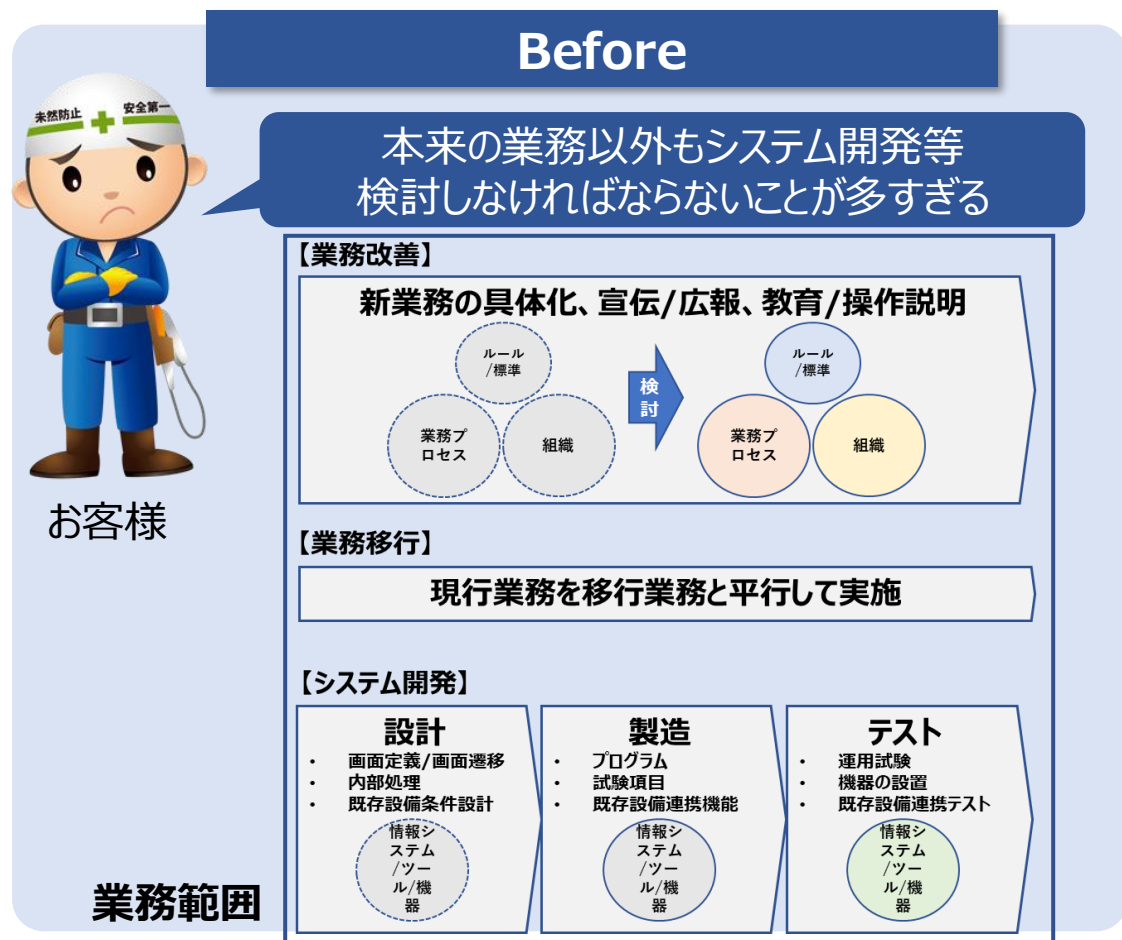 Before
未然防止 安全第一
本来の業務以外もシステム開発等
検討しなければならないことが多すぎる
お客様
【業務改善】
新業務の具体化、宣伝/広報、教育/操作説明
ルール
/標準
業務プ
ロセス
組織
検
討
ルール
/標準
業務プ
ロセス
組織
【業務移行】
現行業務を移行業務と平行して実施
【システム開発】
設計
・ 画面定義/画面遷移
・ 内部処理
・ 既存設備条件設計
情報シ
ステム
/ツー
ル/機
器
製造
・ プログラム
・ 試験項目
・ 既存設備連携機能
情報シ
ステム
/ツー
ル/機
器
テスト
・ 運用試験
・ 機器の設置
・ 既存設備連携テスト
情報シ
ステム
/ツー
ル/機
器
業務範囲